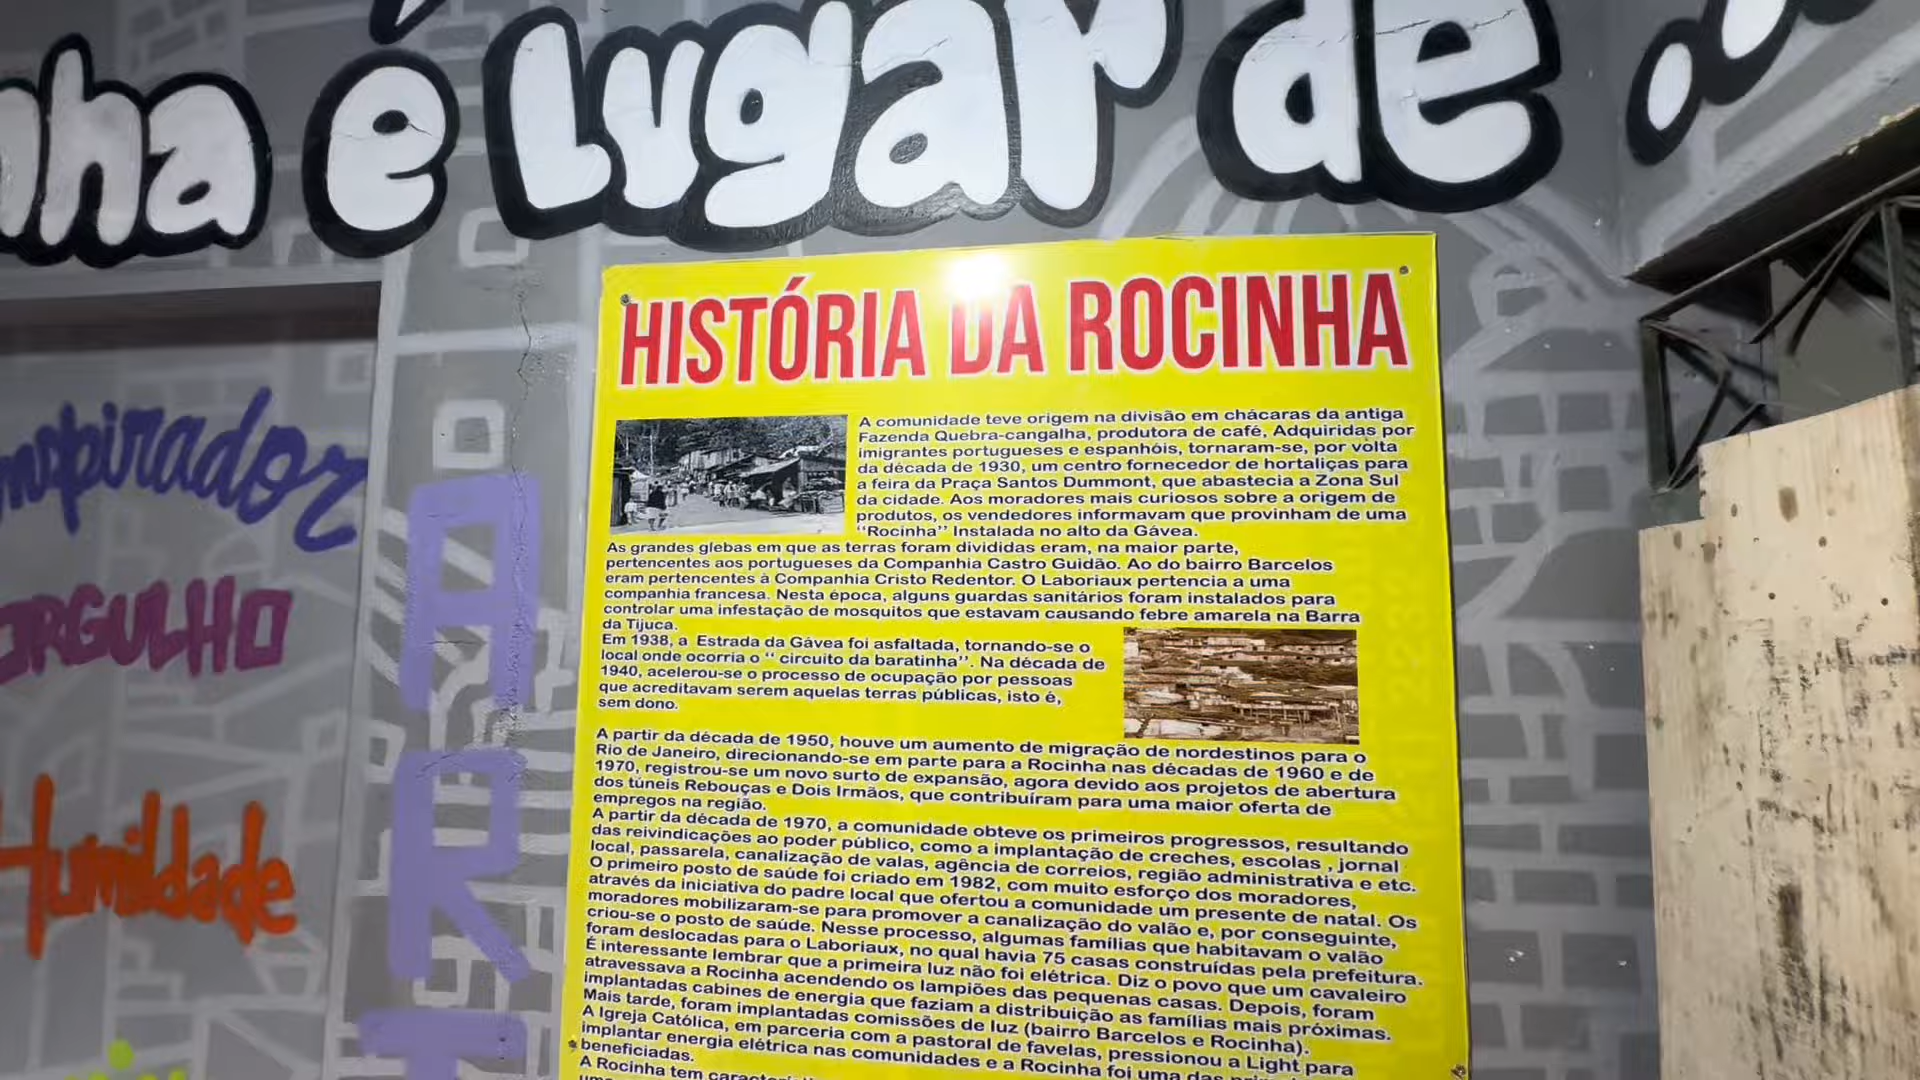 é lugar de
HISTÓRIA DA ROCINHA
A comunidade teve origem na divisão em chácaras da antiga
Fazenda Quebra-cangalha, produtora de café, Adquiridas por
imigrantes portugueses e espanhóis, tornaram-se, por volta
da década de 1930, um centro fornecedor de hortaliças para
a feira da Praça Santos Dummont, que abastecia a Zona Sul
da cidade. Aos moradores mais curiosos sobre a origem de
produtos, os vendedores informavam que provinham de uma
‘‘Rocinha’’ Instalada no alto da Gávea.
As grandes glebas em que as terras foram divididas eram, na maior parte,
pertencentes aos portugueses da Companhia Castro Guidão. Ao do bairro Barcelos
eram pertencentes à Companhia Cristo Redentor. O Laboriaux pertencia a uma
companhia francesa. Nesta época, alguns guardas sanitários foram instalados para
controlar uma infestação de mosquitos que estavam causando febre amarela na Barra
da Tijuca.
Em 1938, a Estrada da Gávea foi asfaltada, tornando-se o
local onde ocorria o ‘‘ circuito da baratinha’’. Na década de
1940, acelerou-se o processo de ocupação por pessoas
que acreditavam serem aquelas terras públicas, isto é,
sem dono.
A partir da década de 1950, houve um aumento de migração de nordestinos para o
Rio de Janeiro, direcionando-se em parte para a Rocinha nas décadas de 1960 e de
1970, registrou-se um novo surto de expansão, agora devido aos projetos de abertura
dos túneis Rebouças e Dois Irmãos, que contribuíram para uma maior oferta de
empregos na região.
A partir da década de 1970, a comunidade obteve os primeiros progressos, resultando
das reivindicações ao poder público, como a implantação de creches, escolas , jornal
local, passarela, canalização de valas, agência de correios, região administrativa e etc.
O primeiro posto de saúde foi criado em 1982, com muito esforço dos moradores,
através da iniciativa do padre local que ofertou a comunidade um presente de natal. Os
moradores mobilizaram-se para promover a canalização do valão e, por conseguinte,
criou-se o posto de saúde. Nesse processo, algumas famílias que habitavam o valão
foram deslocadas para o Laboriaux, no qual havia 75 casas construídas pela prefeitura.
É interessante lembrar que a primeira luz não foi elétrica. Diz o povo que um cavaleiro
atravessava a Rocinha acendendo os lampiões das pequenas casas. Depois, foram
implantadas cabines de energia que faziam a distribuição as famílias mais próximas.
Mais tarde, foram implantadas comissões de luz (bairro Barcelos e Rocinha).
A Igreja Católica, em parceria com a pastoral de favelas, pressionou a Light para
implantar energia elétrica nas comunidades e a Rocinha foi uma das
beneficiadas.
A Rocinha tem
Inspirador
ORGULHO
Humildade
ART